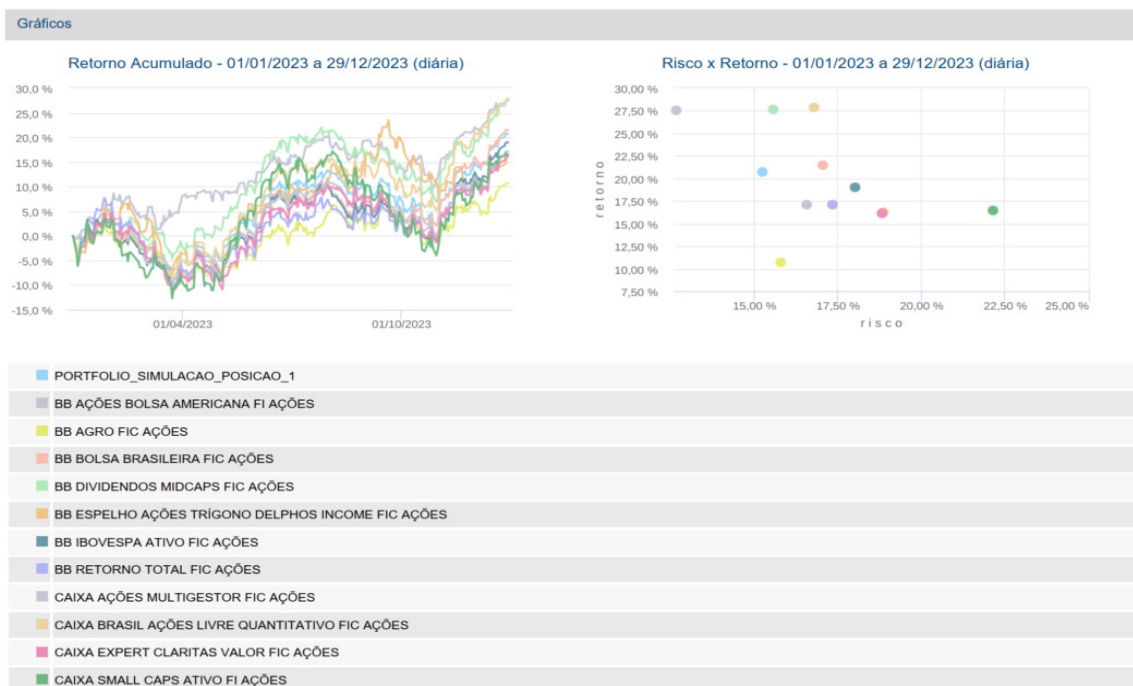 Gráficos
Retorno Acumulado - 01/01/2023 a 29/12/2023 (diária)
30,0 %
25,0 %
20,0 %
15,0 %
10,0 %
5,0 %
0,0 %
-5,0 %
-10,0 %
-15,0 %
01/04/2023
01/10/2023
Risco x Retorno - 01/01/2023 a 29/12/2023 (diária)
retorno
30,00 %
27,50 %
25,00 %
22,50 %
20,00 %
17,50 %
15,00 %
12,50 %
10,00 %
7,50 %
15,00 %
17,50 %
20,00 %
22,50 %
25,00 %
risco
PORTFOLIO_SIMULACAO_POSICAO_1
BB AÇÕES BOLSA AMERICANA FI AÇÕES
BB AGRO FIC AÇÕES
BB BOLSA BRASILEIRA FIC AÇÕES
BB DIVIDENDOS MIDCAPS FIC AÇÕES
BB ESPELHO AÇÕES TRÍGONO DELPHOS INCOME FIC AÇÕES
BB IBOVESPA ATIVO FIC AÇÕES
BB RETORNO TOTAL FIC AÇÕES
CAIXA AÇÕES MULTIGESTOR FIC AÇÕES
CAIXA BRASIL AÇÕES LIVRE QUANTITATIVO FIC AÇÕES
CAIXA EXPERT CLARITAS VALOR FIC AÇÕES
CAIXA SMALL CAPS ATIVO FI AÇÕES